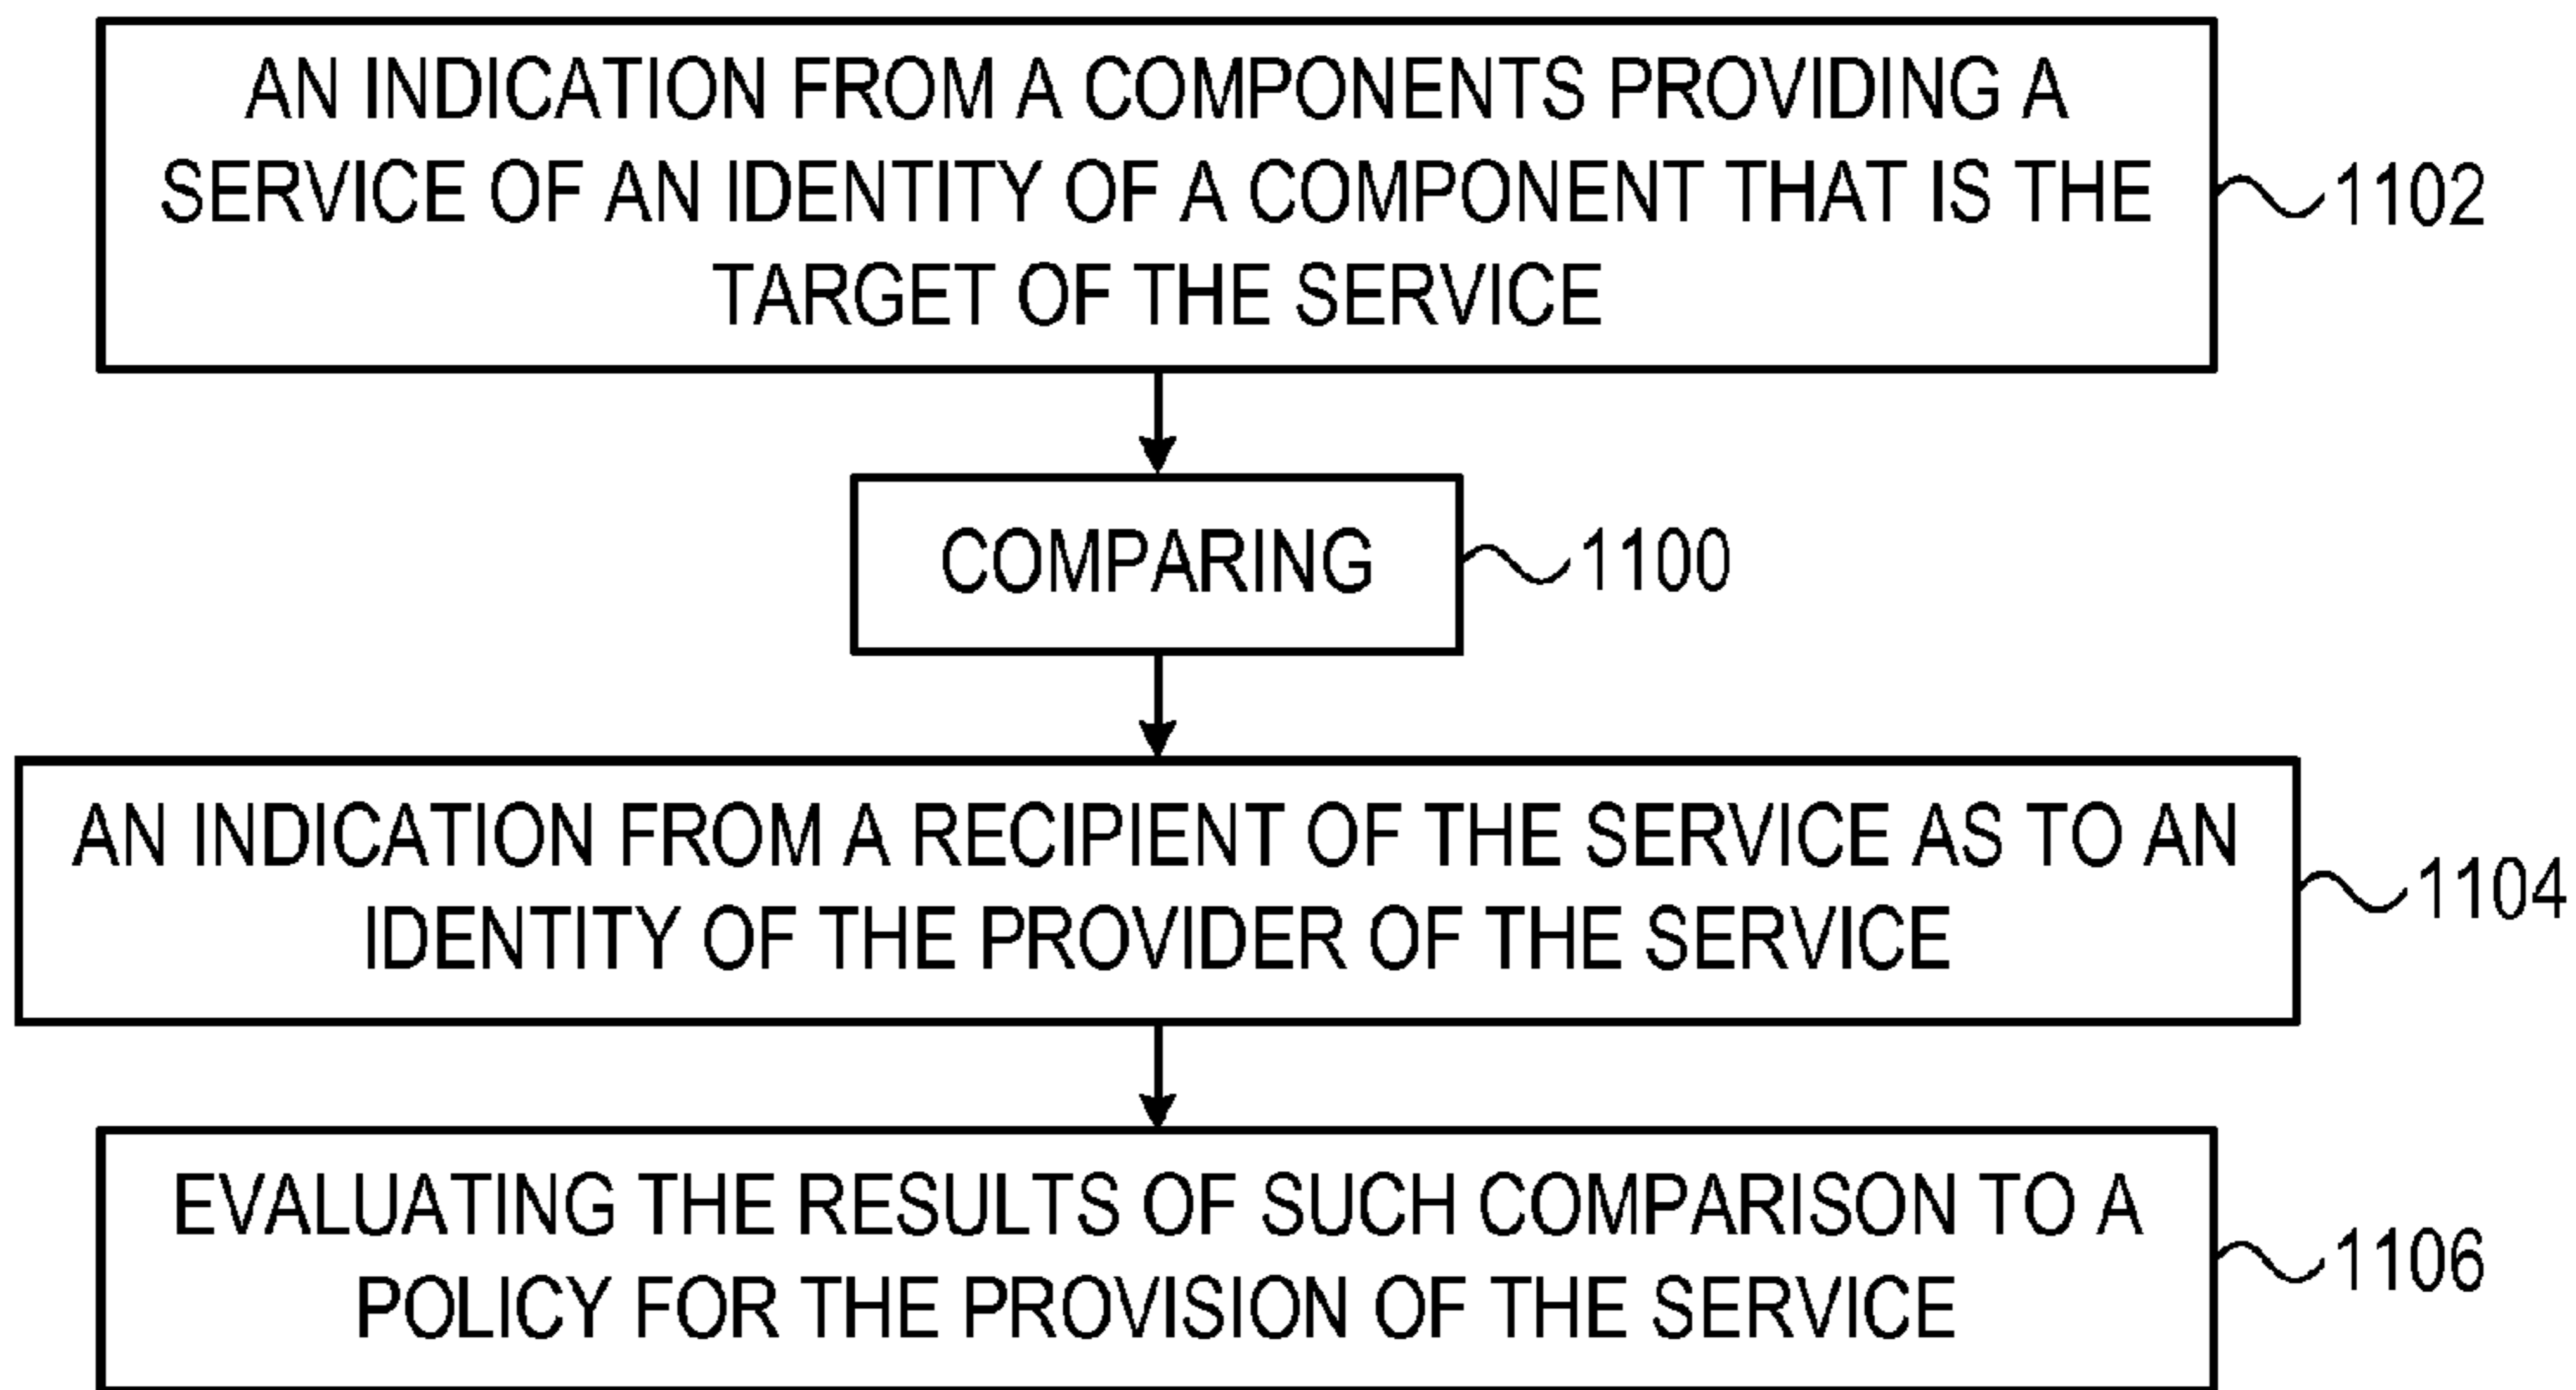 AN INDICATION FROM A COMPONENTS PROVIDING A
SERVICE OF AN IDENTITY OF A COMPONENT THAT IS THE
TARGET OF THE SERVICE
1102
COMPARING
1100
AN INDICATION FROM A RECIPIENT OF THE SERVICE AS TO AN
IDENTITY OF THE PROVIDER OF THE SERVICE
1104
EVALUATING THE RESULTS OF SUCH COMPARISON TO A
POLICY FOR THE PROVISION OF THE SERVICE
1106